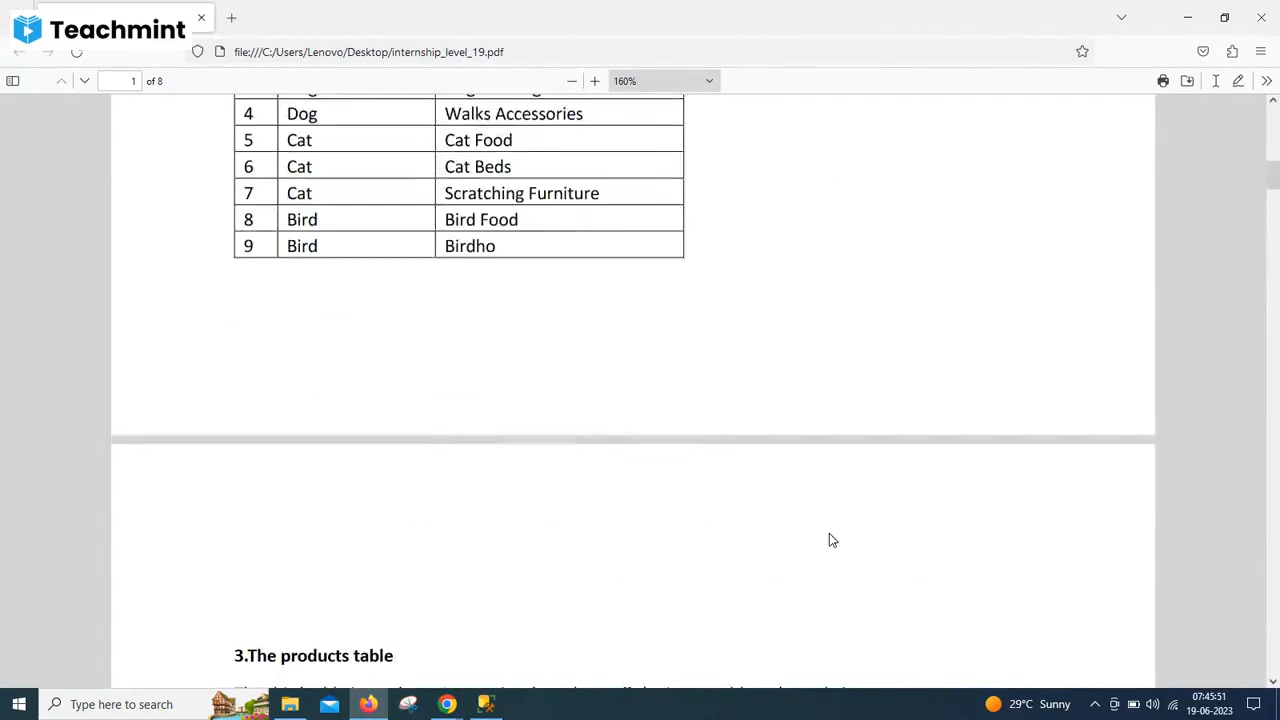 Teachmint
file:///C:/Users/Lenovo/Desktop/internship_level_19.pdf
1 of 8
160%
4 Dog Walks Accessories
5 Cat Cat Food
6 Cat Cat Beds
7 Cat Scratching Furniture
8 Bird Bird Food
9 Bird Birdho
3.The products table
Type here to search
29°C Sunny
07:45:51
19-06-2023